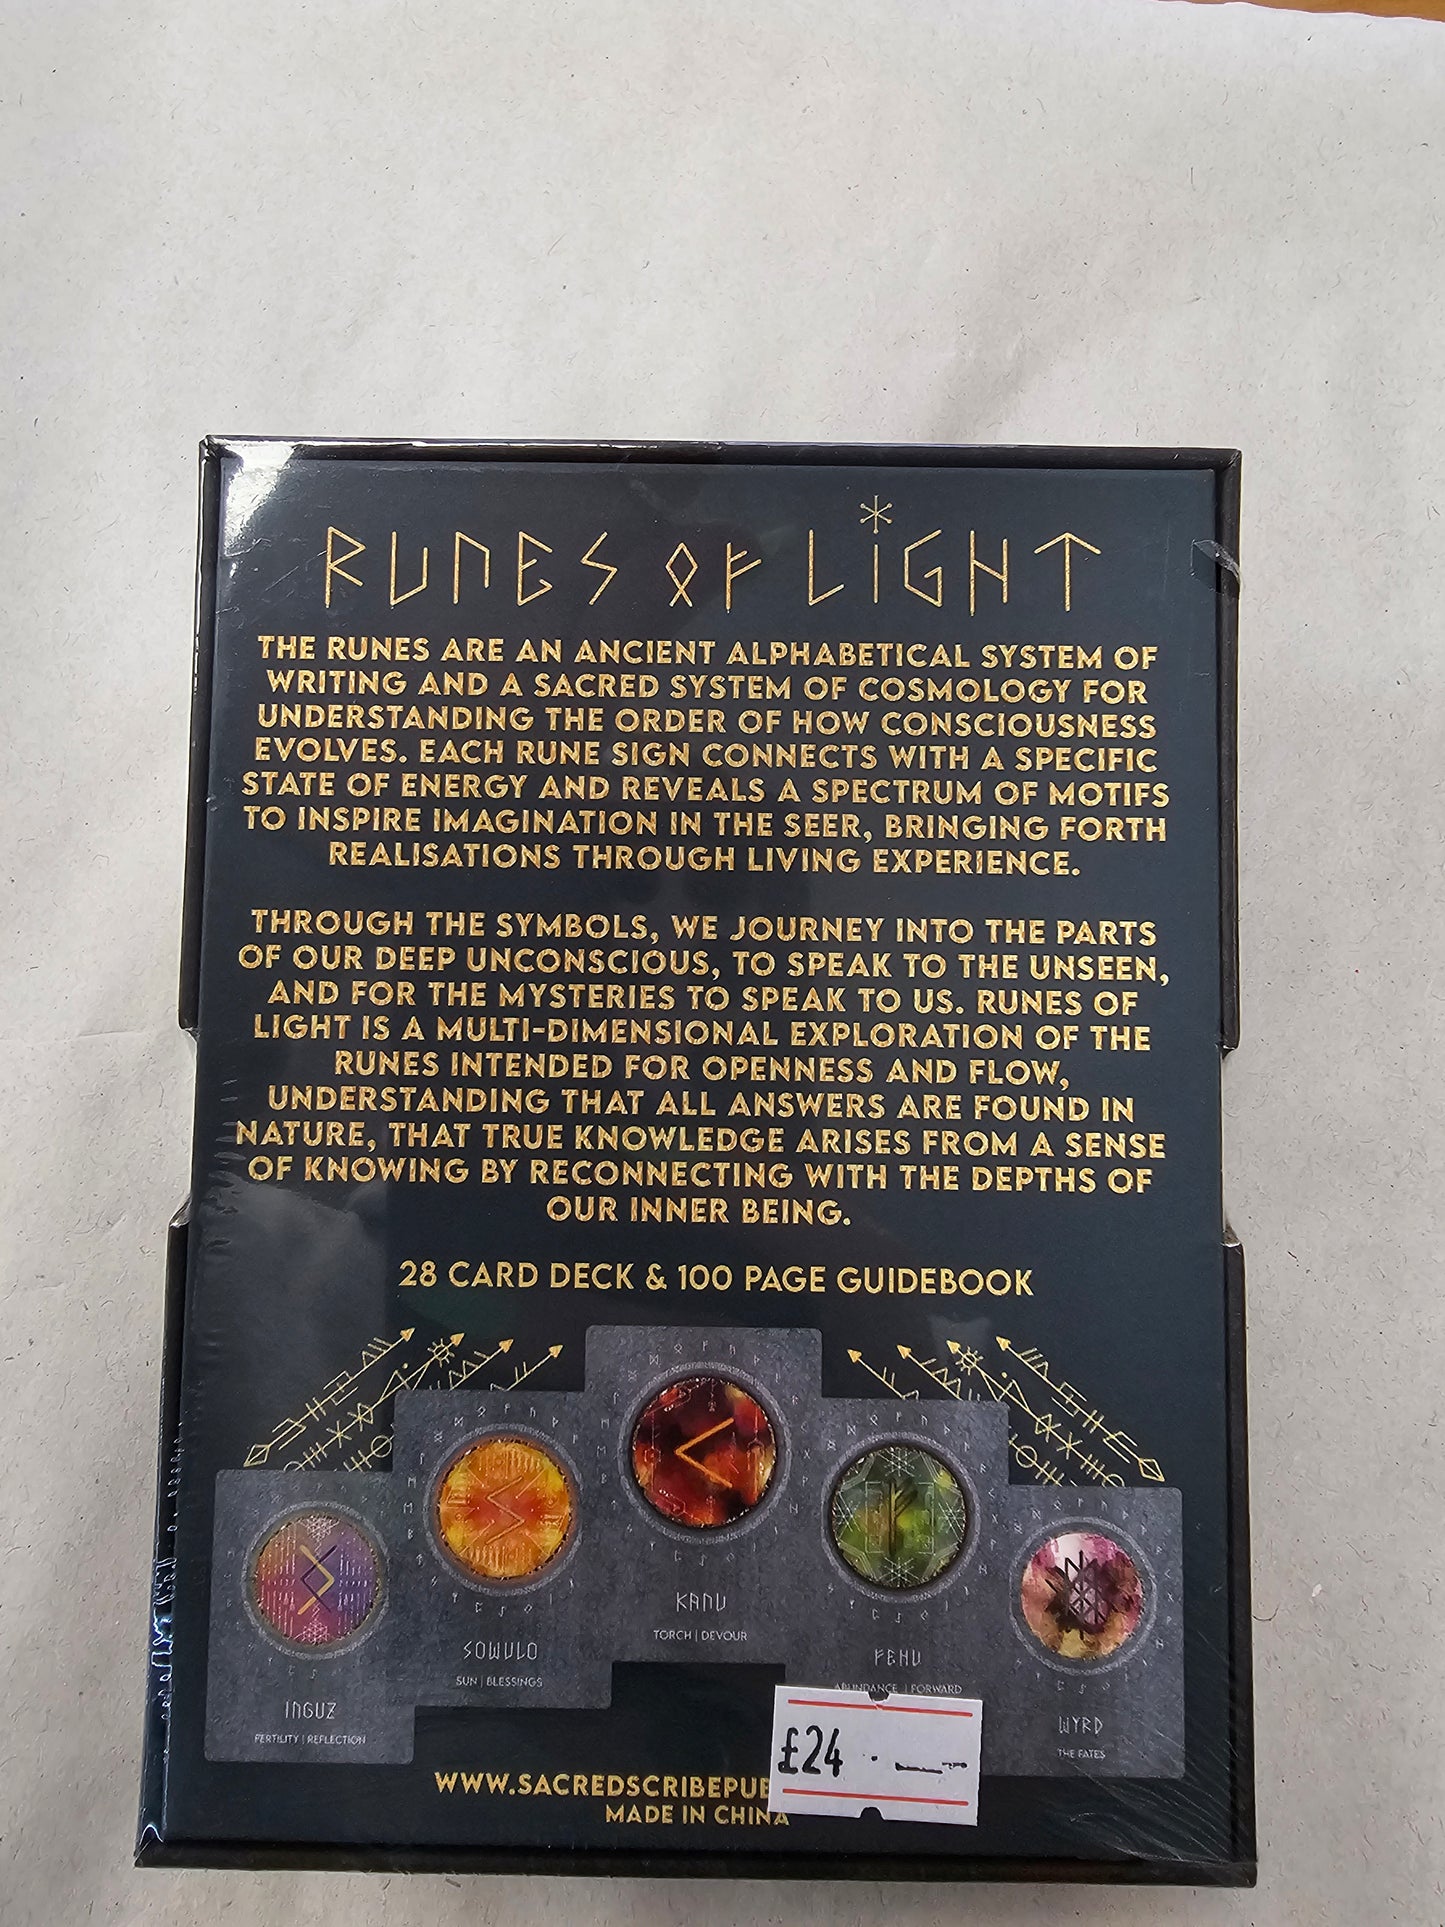 RUNES OF LIGHT
THE RUNES ARE AN ANCIENT ALPHABETICAL SYSTEM OF
WRITING AND A SACRED SYSTEM OF COSMOLOGY FOR
UNDERSTANDING THE ORDER OF HOW CONSCIOUSNESS
EVOLVES. EACH RUNE SIGN CONNECTS WITH A SPECIFIC
STATE OF ENERGY AND REVEALS A SPECTRUM OF MOTIFS
TO INSPIRE IMAGINATION IN THE SEER, BRINGING FORTH
REALISATIONS THROUGH LIVING EXPERIENCE.
THROUGH THE SYMBOLS, WE JOURNEY INTO THE PARTS
OF OUR DEEP UNCONSCIOUS, TO SPEAK TO THE UNSEEN,
AND FOR THE MYSTERIES TO SPEAK TO US. RUNES OF
LIGHT IS A MULTI-DIMENSIONAL EXPLORATION OF THE
RUNES INTENDED FOR OPENNESS AND FLOW,
UNDERSTANDING THAT ALL ANSWERS ARE FOUND IN
NATURE, THAT TRUE KNOWLEDGE ARISES FROM A SENSE
OF KNOWING BY RECONNECTING WITH THE DEPTHS OF
OUR INNER BEING.
28 CARD DECK & 100 PAGE GUIDEBOOK
KANU
TORCH | DEVOUR
SOWULO
SUN | BLESSINGS
FEHU
ABUNDANCE | FORWARD
INGUZ
FERTILITY | REFLECTION
WYRD
THE FATES
£24 . —
WWW.SACREDSCRIBEPU
MADE IN CHINA